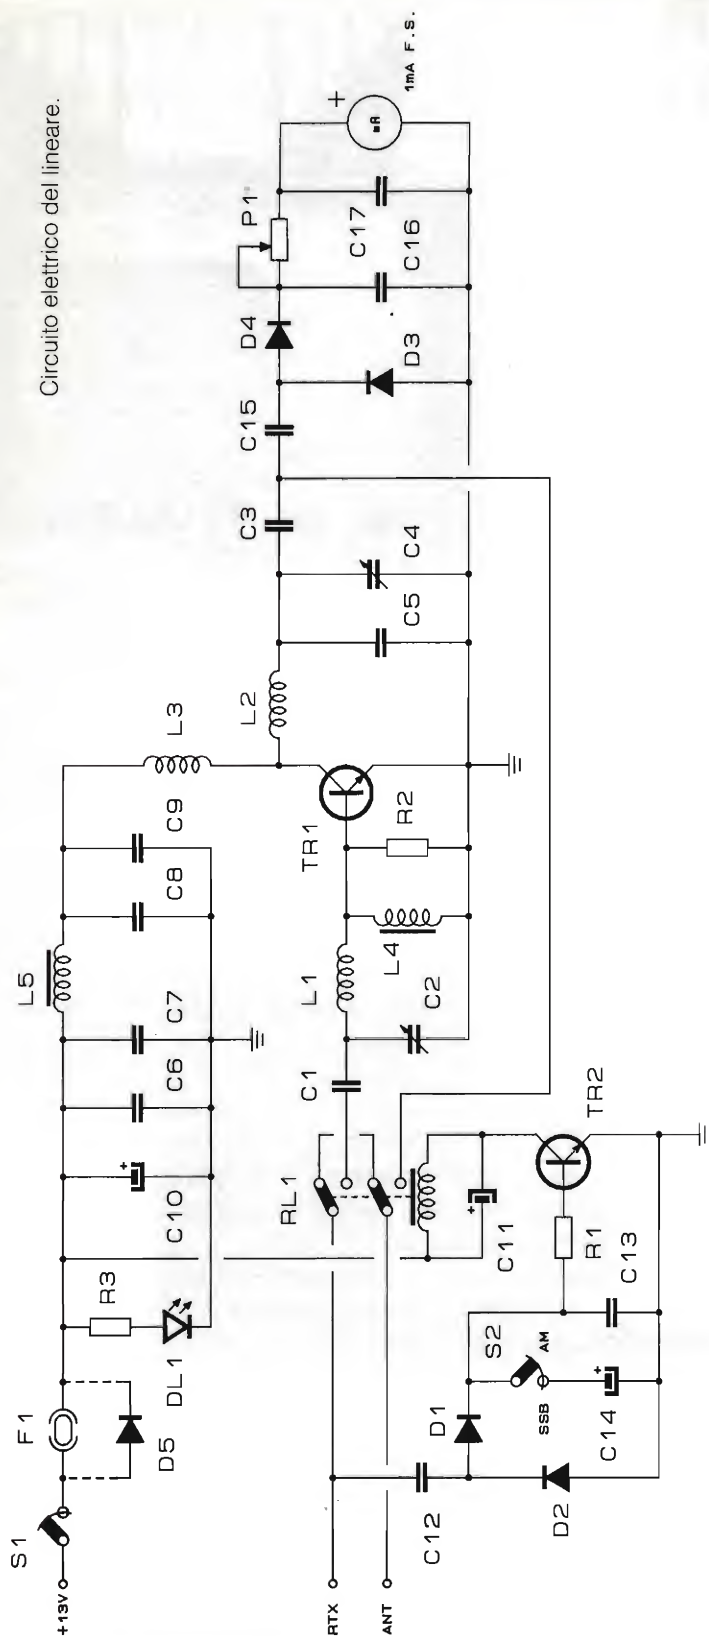 Circuito elettrico del lineare.
S1
+13V
F1
D5
R3
DL1
C10
C6
C7
L5
C8
C9
L3
L2
C3
C15
D4
P1
+
1mA F.S.
mA
C17
C16
D3
C4
C5
TR1
R2
L1
L4
C2
C1
RL1
+
+
C11
TR2
R1
C13
S2
AM
SSB
+
C14
D1
D2
C12
RTX
ANT